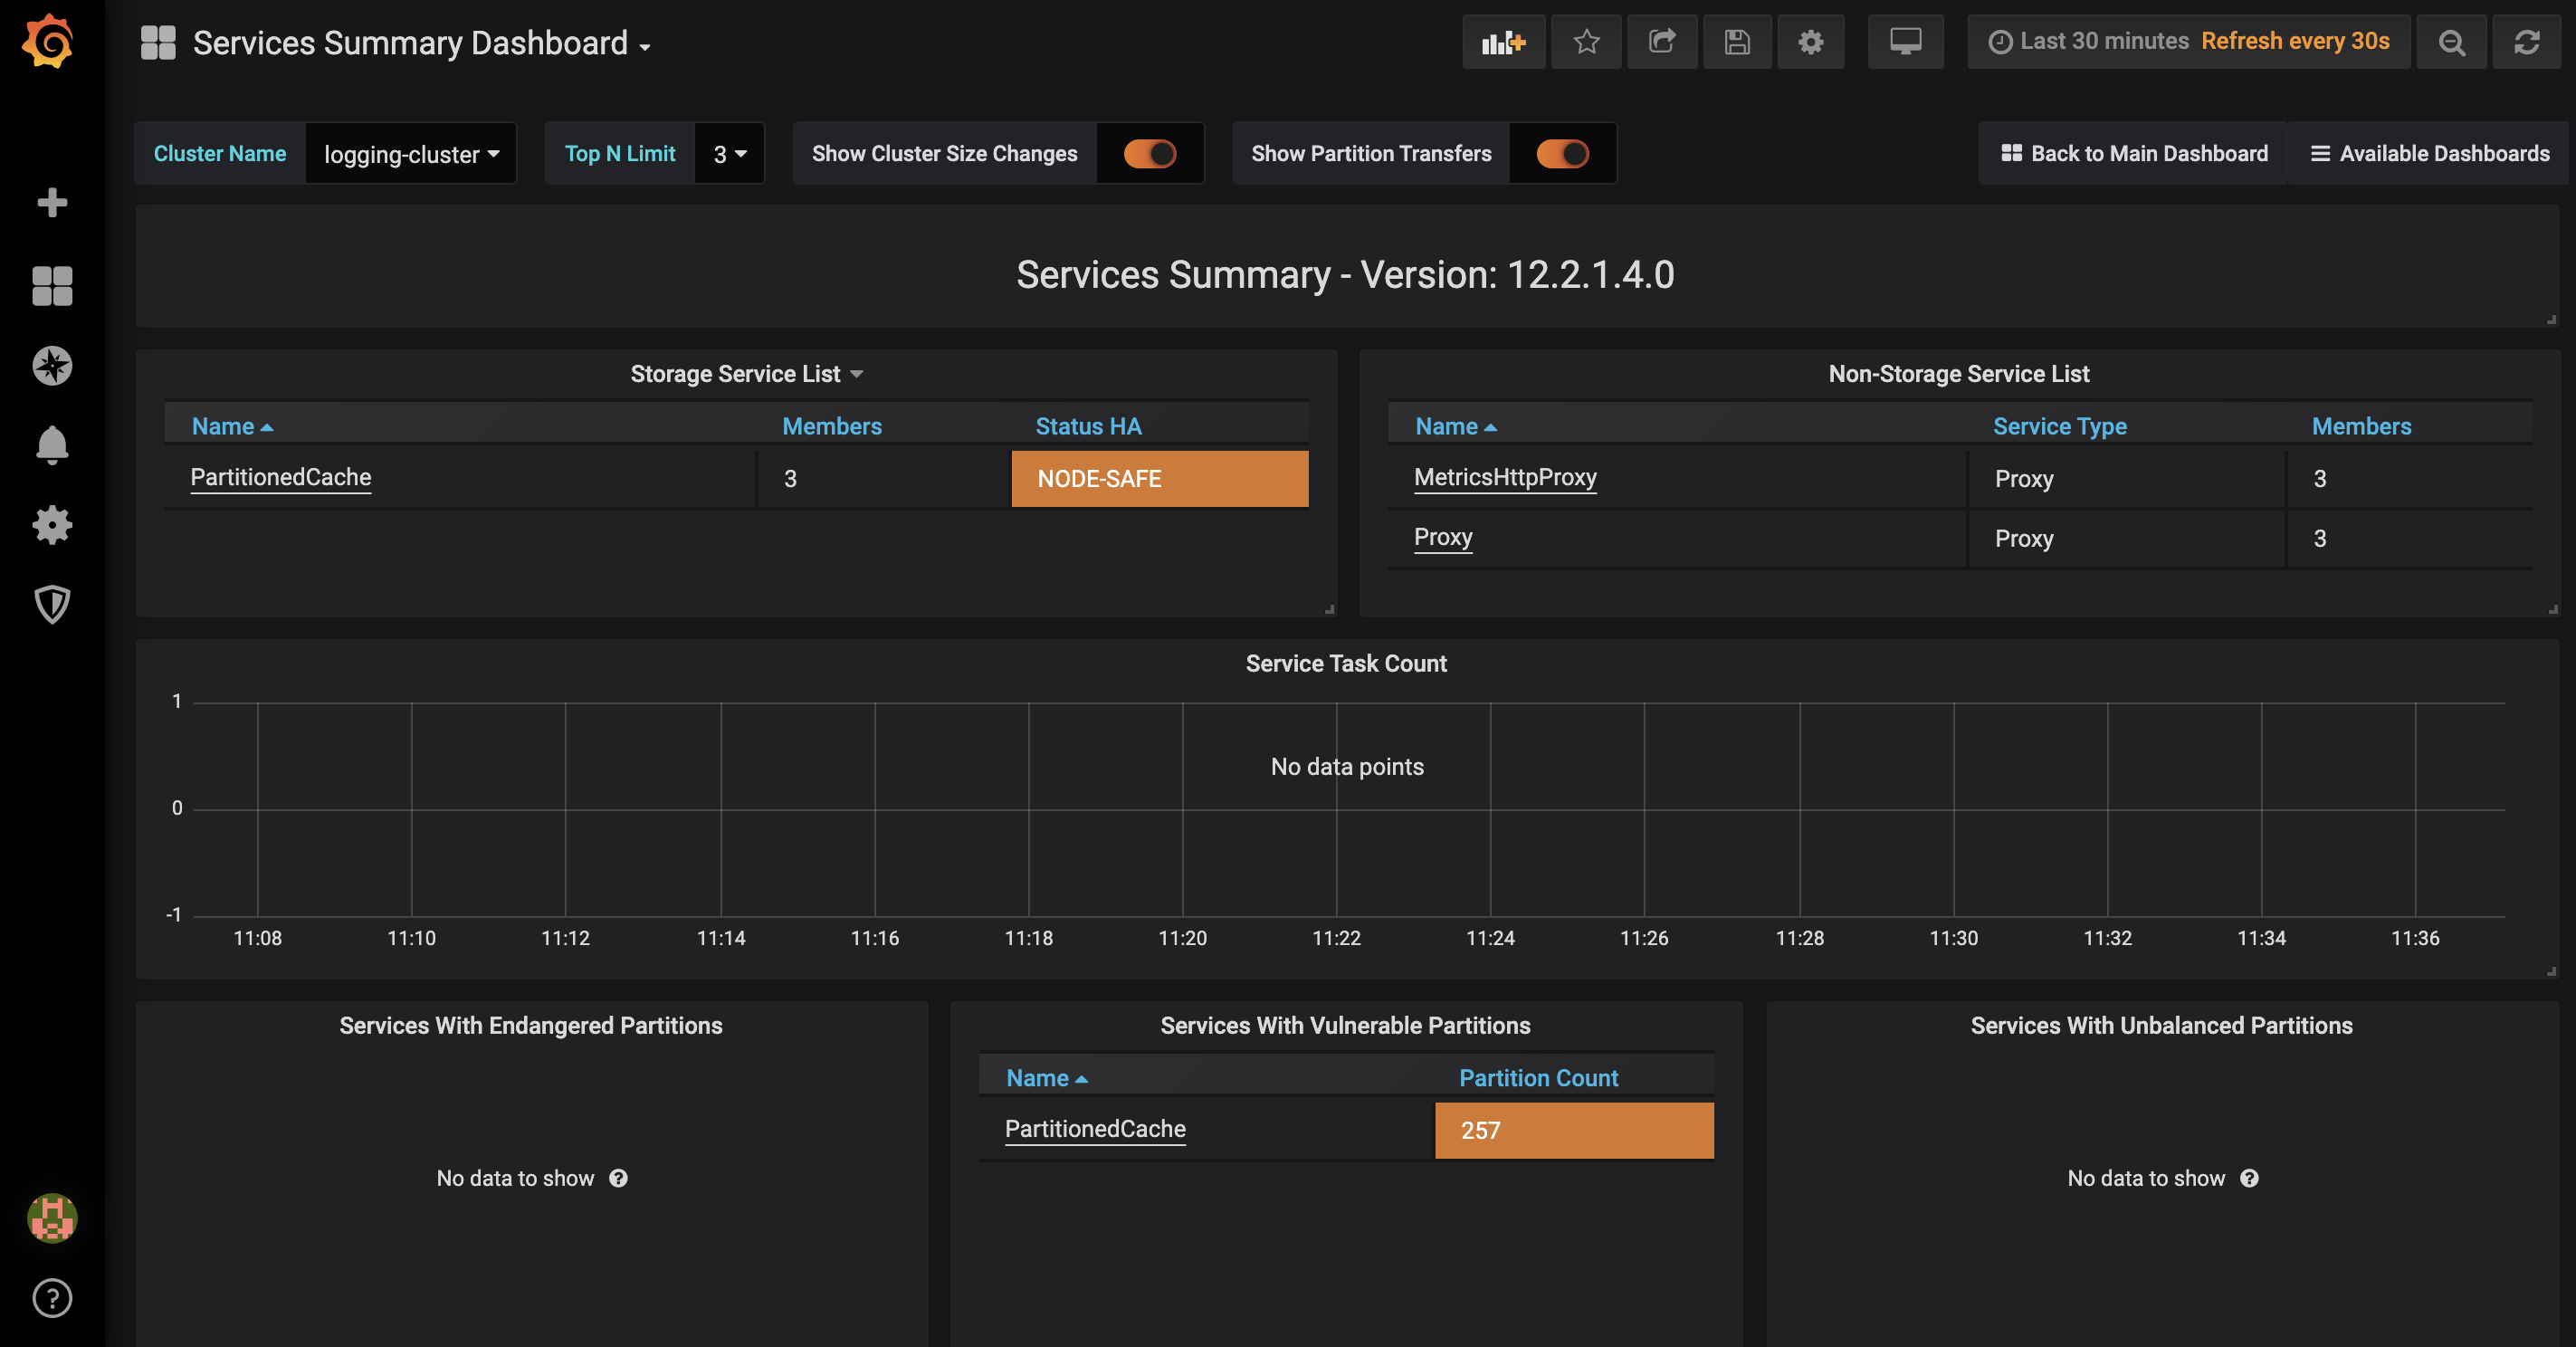 Services Summary Dashboard
Last 30 minutes Refresh every 30s
Cluster Name logging-cluster Top N Limit 3 Show Cluster Size Changes Show Partition Transfers Back to Main Dashboard Available Dashboards
Services Summary - Version: 12.2.1.4.0
Storage Service List
Name Members Status HA
PartitionedCache 3 NODE-SAFE
Non-Storage Service List
Name Service Type Members
MetricsHttpProxy Proxy 3
Proxy Proxy 3
Service Task Count
1
No data points
0
-1
11:08 11:10 11:12 11:14 11:16 11:18 11:20 11:22 11:24 11:26 11:28 11:30 11:32 11:34 11:36
Services With Endangered Partitions
No data to show ?
Services With Vulnerable Partitions
Name Partition Count
PartitionedCache 257
Services With Unbalanced Partitions
No data to show ?
?